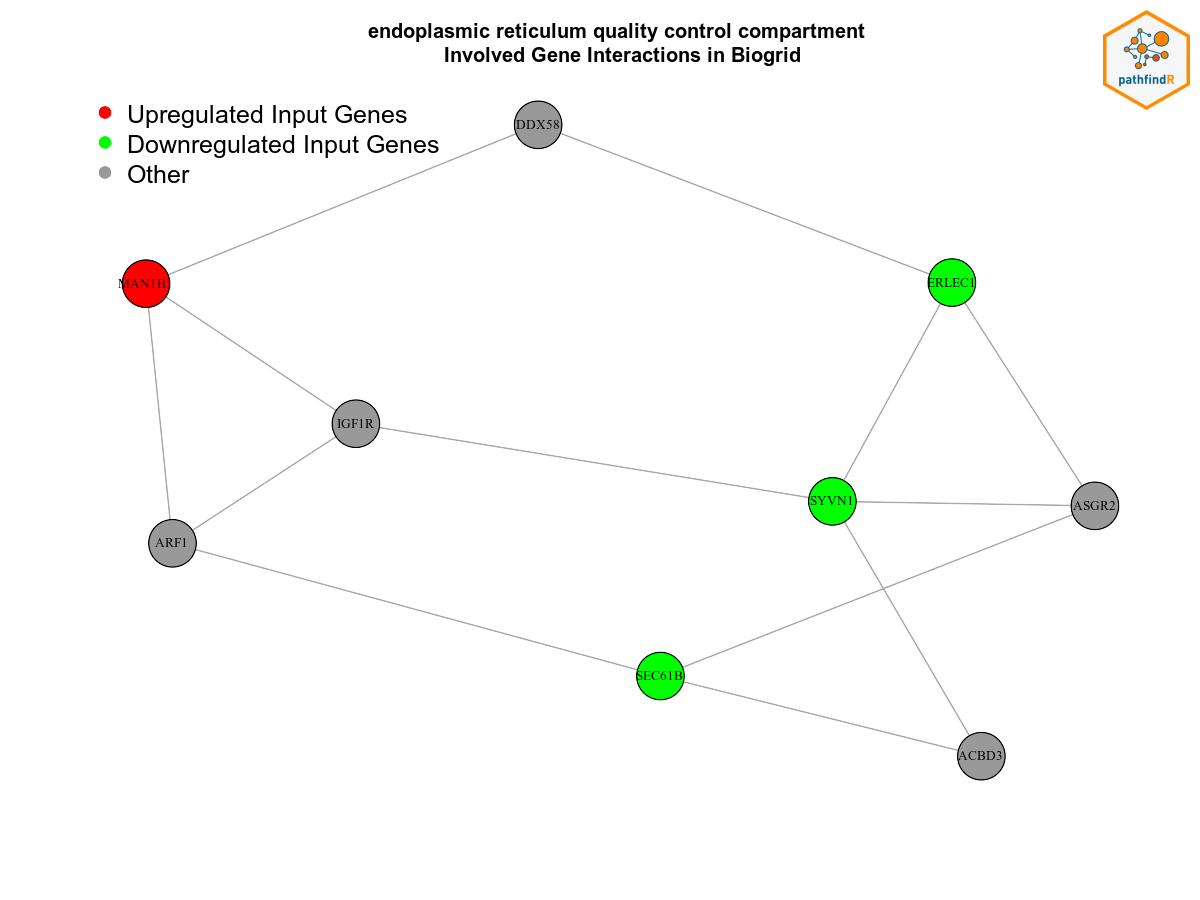 endoplasmic reticulum quality control compartment
Involved Gene Interactions in Biogrid
pathfindR
Upregulated Input Genes
Downregulated Input Genes
Other
DDX58
MAN1B
ERLEC1
IGF1R
SYVN1
ASGR2
ARF1
SEC61B
ACBD3